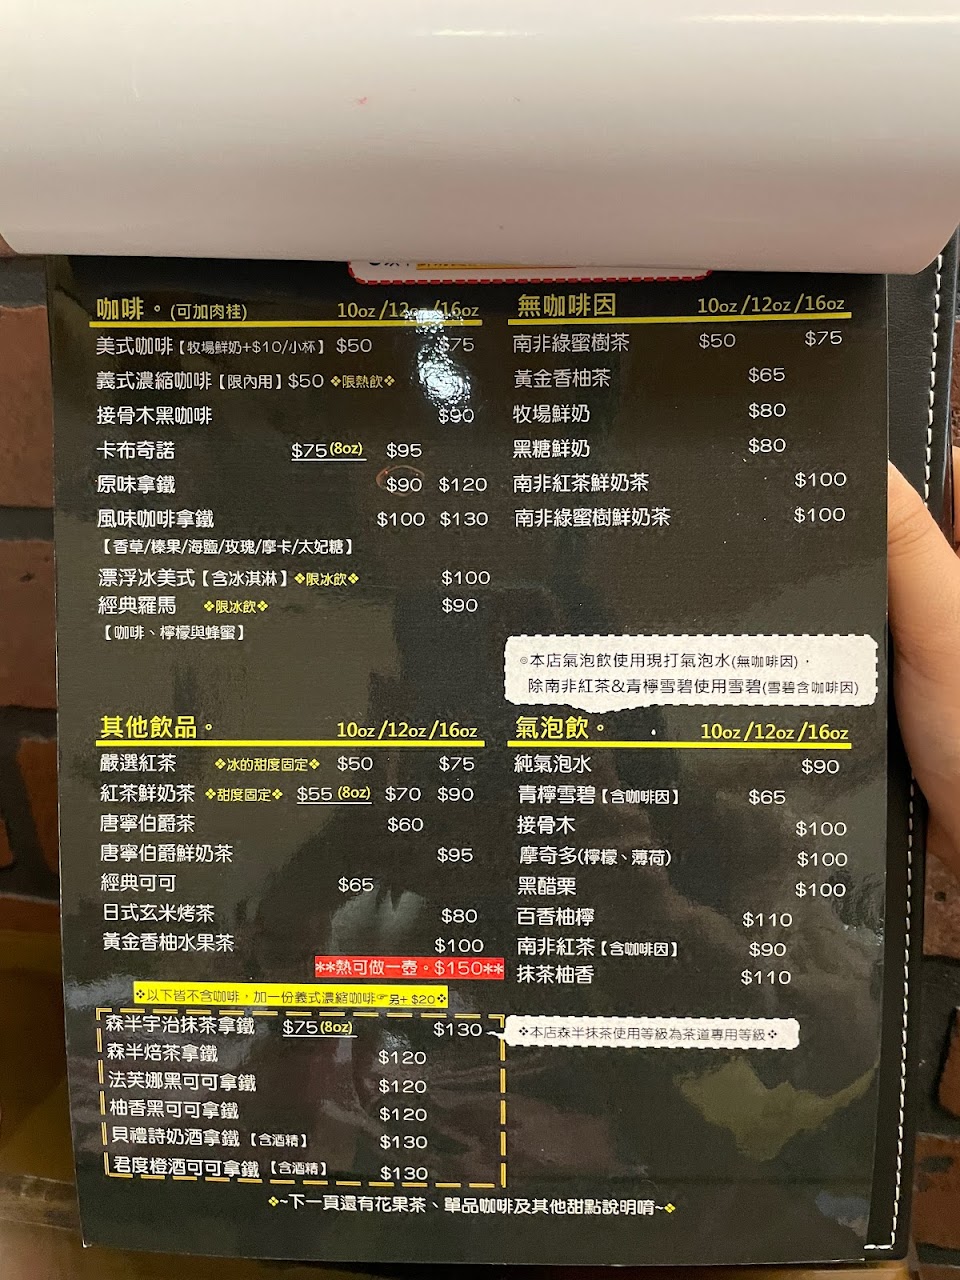 咖啡。(可加肉桂) 10oz/12oz/16oz
美式咖啡【牧場鮮奶+$10/小杯】 $50 $75
義式濃縮咖啡【限內用】$50 ❖限熱飲❖
接骨木黑咖啡 $90
卡布奇諾 $75(8oz) $95
原味拿鐵 $90 $120
風味咖啡拿鐵 $100 $130
【香草/榛果/海鹽/玫瑰/摩卡/太妃糖】
漂浮冰美式【含冰淇淋】❖限冰飲❖ $100
經典羅馬 ❖限冰飲❖ $90
【咖啡、檸檬與蜂蜜】
無咖啡因 10oz/12oz/16oz
南非綠蜜樹茶 $50 $75
黃金香柚茶 $65
牧場鮮奶 $80
黑糖鮮奶 $80
南非紅茶鮮奶茶 $100
南非綠蜜樹鮮奶茶 $100
◎本店氣泡飲使用現打氣泡水(無咖啡因)，
除南非紅茶&青檸雪碧使用雪碧(雪碧含咖啡因)
其他飲品。 10oz/12oz/16oz
嚴選紅茶 ❖冰的甜度固定❖ $50 $75
紅茶鮮奶茶 ❖甜度固定❖ $55 (8oz) $70 $90
唐寧伯爵茶 $60
唐寧伯爵鮮奶茶 $95
經典可可 $65
日式玄米烤茶 $80
黃金香柚水果茶 $100
**熱可做一壺。$150**
❖以下皆不含咖啡，加一份義式濃縮咖啡☞另+ $20❖
森半宇治抹茶拿鐵 $75(8oz) $130
森半焙茶拿鐵 $120
法芙娜黑可可拿鐵 $120
柚香黑可可拿鐵 $120
貝禮詩奶酒拿鐵【含酒精】 $130
君度橙酒可可拿鐵【含酒精】 $130
氣泡飲。 10oz/12oz/16oz
純氣泡水 $90
青檸雪碧【含咖啡因】 $65
接骨木 $100
摩奇多(檸檬、薄荷) $100
黑醋栗 $100
百香柚檸 $110
南非紅茶【含咖啡因】 $90
抹茶柚香 $110
❖本店森半抹茶使用等級為茶道專用等級❖
❖~下一頁還有花果茶、單品咖啡及其他甜點說明唷~❖